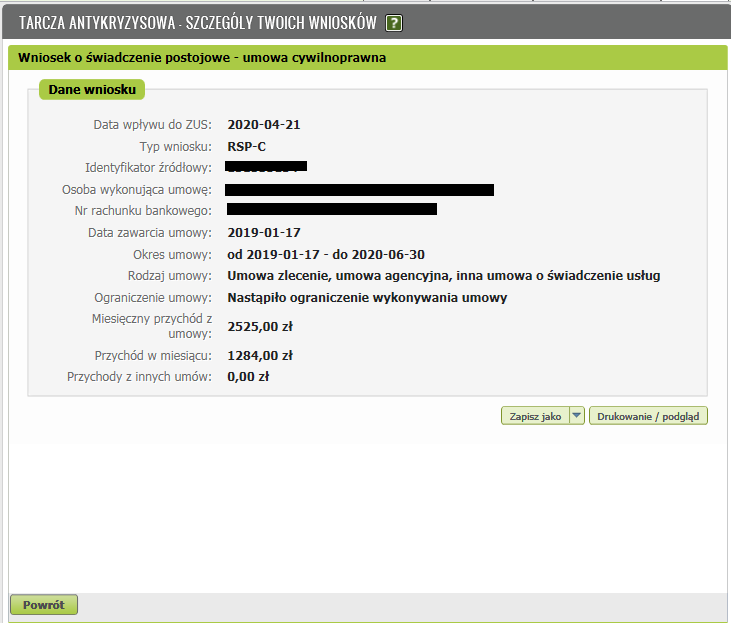 TARCZA ANTYKRYZYSOWA - SZCZEGÓŁY TWOICH WNIOSKÓW ?
Wniosek o świadczenie postojowe - umowa cywilnoprawna
Dane wniosku
Data wpływu do ZUS: 2020-04-21
Typ wniosku: RSP-C
Identyfikator źródłowy:
Osoba wykonująca umowę:
Nr rachunku bankowego:
Data zawarcia umowy: 2019-01-17
Okres umowy: od 2019-01-17 - do 2020-06-30
Rodzaj umowy: Umowa zlecenie, umowa agencyjna, inna umowa o świadczenie usług
Ograniczenie umowy: Nastąpiło ograniczenie wykonywania umowy
Miesięczny przychód z
umowy: 2525,00 zł
Przychód w miesiącu: 1284,00 zł
Przychody z innych umów: 0,00 zł
Zapisz jako Drukowanie / podgląd
Powrót